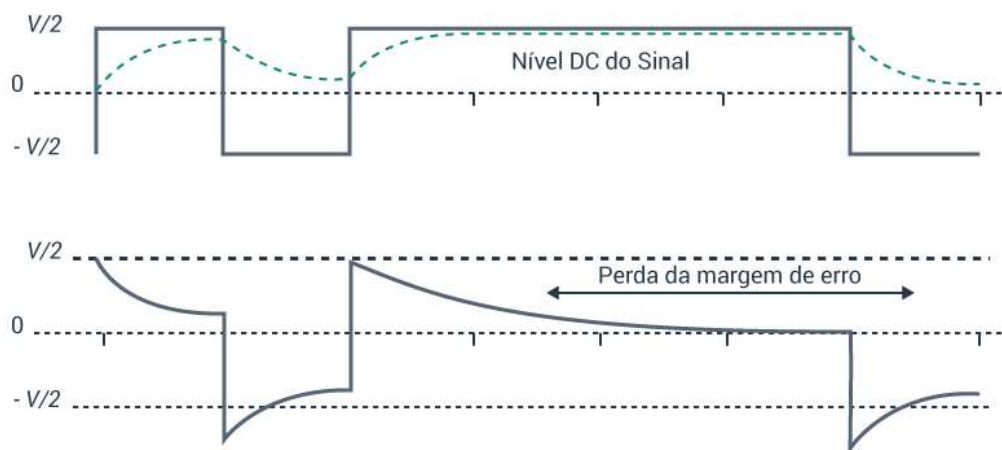 V/2
Nível DC do Sinal
0
- V/2
V/2
Perda da margem de erro
0
- V/2